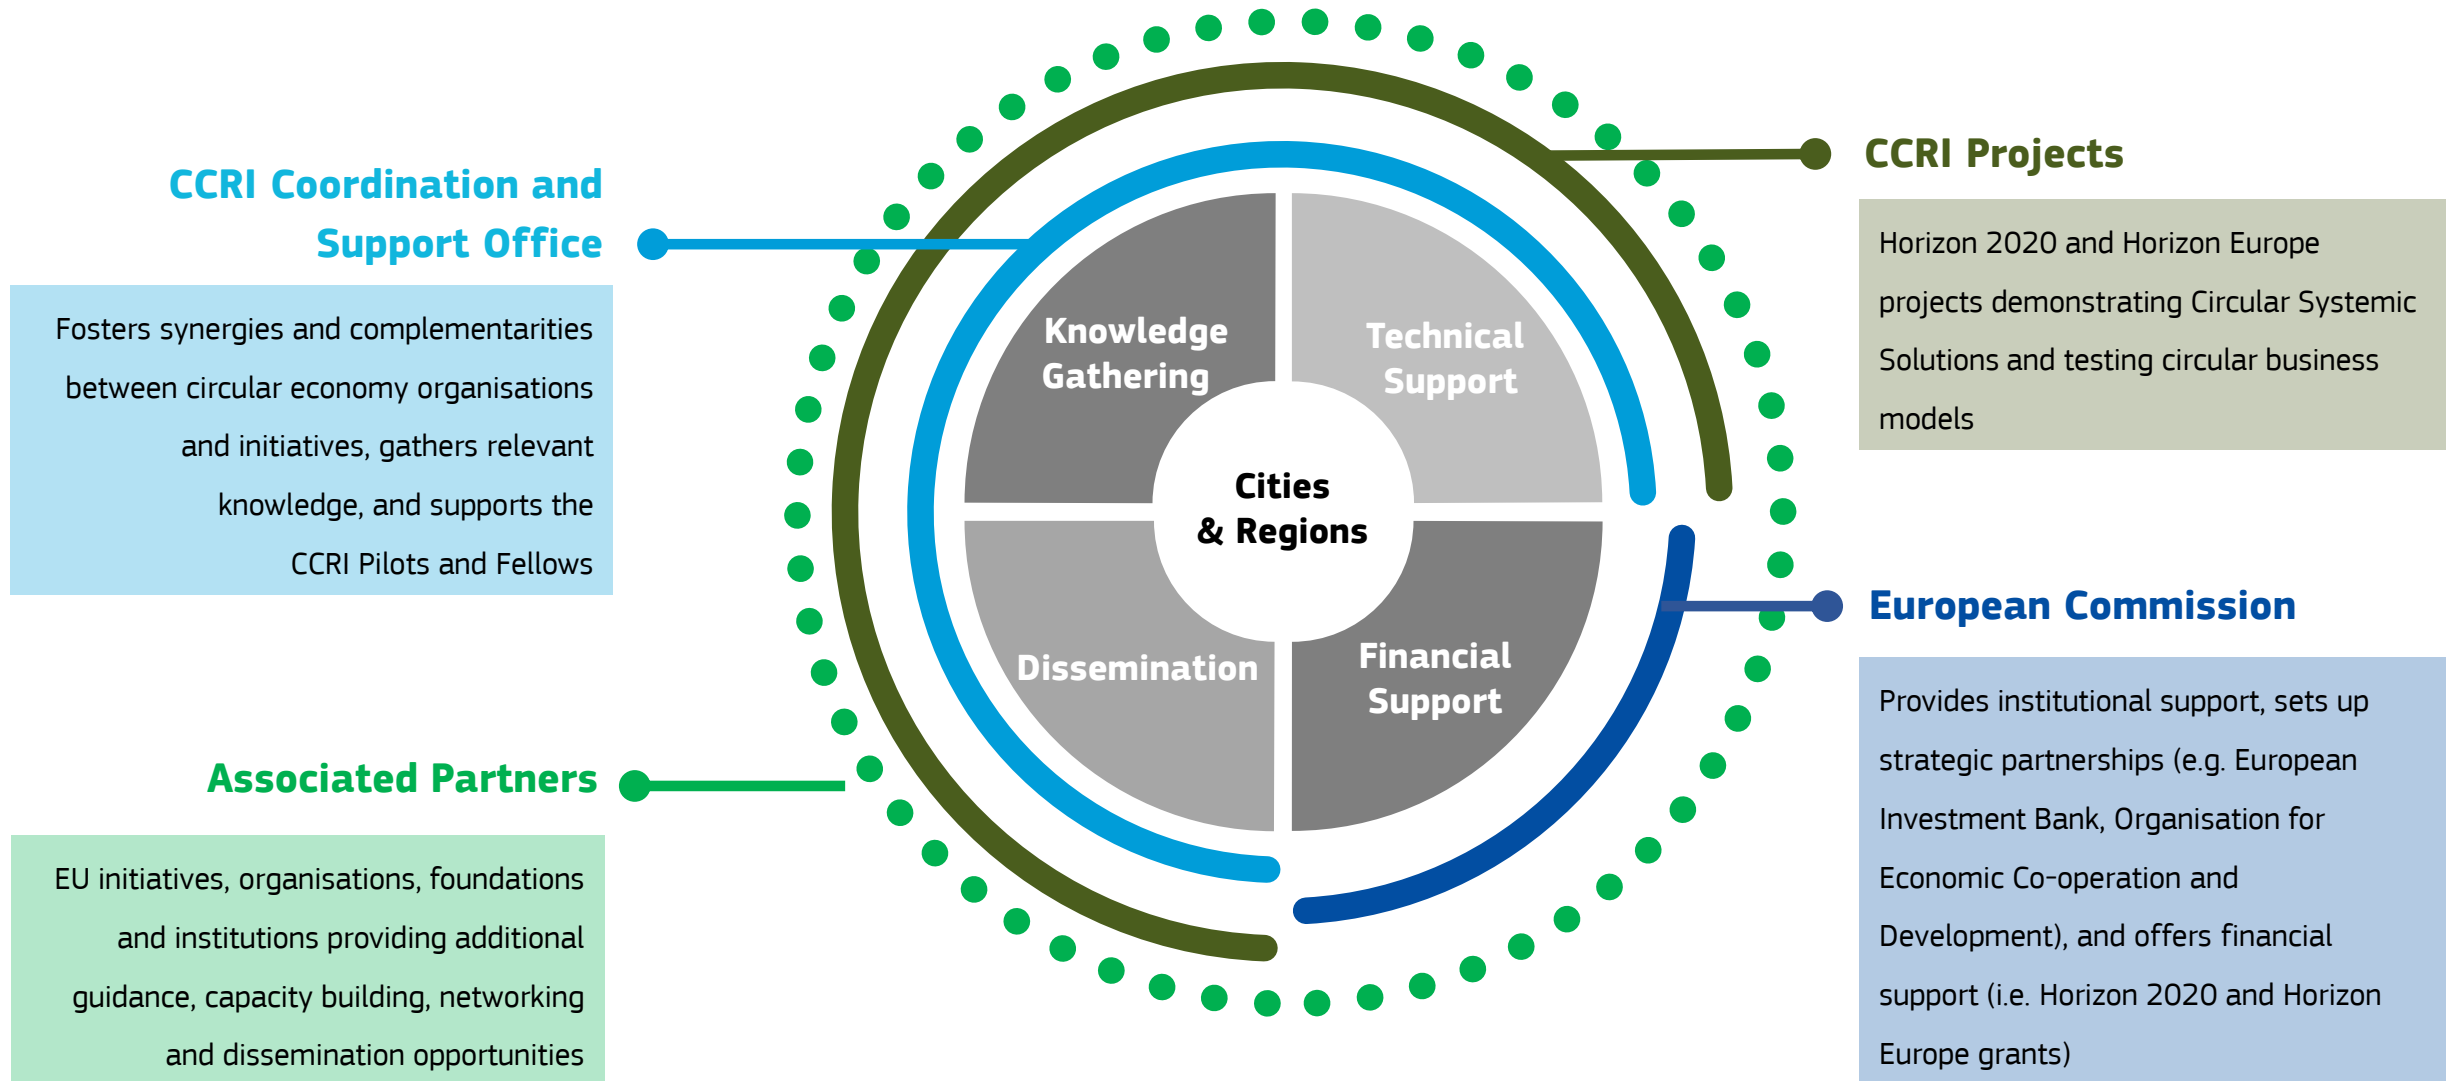 CCRI Coordination and
Support Office
Fosters synergies and complementarities
between circular economy organisations
and initiatives, gathers relevant
knowledge, and supports the
CCRI Pilots and Fellows
Associated Partners
EU initiatives, organisations, foundations
and institutions providing additional
guidance, capacity building, networking
and dissemination opportunities
Knowledge
Gathering
Technical
Support
Cities
& Regions
Dissemination
Financial
Support
CCRI Projects
Horizon 2020 and Horizon Europe
projects demonstrating Circular Systemic
Solutions and testing circular business
models
European Commission
Provides institutional support, sets up
strategic partnerships (e.g. European
Investment Bank, Organisation for
Economic Co-operation and
Development), and offers financial
support (i.e. Horizon 2020 and Horizon
Europe grants)